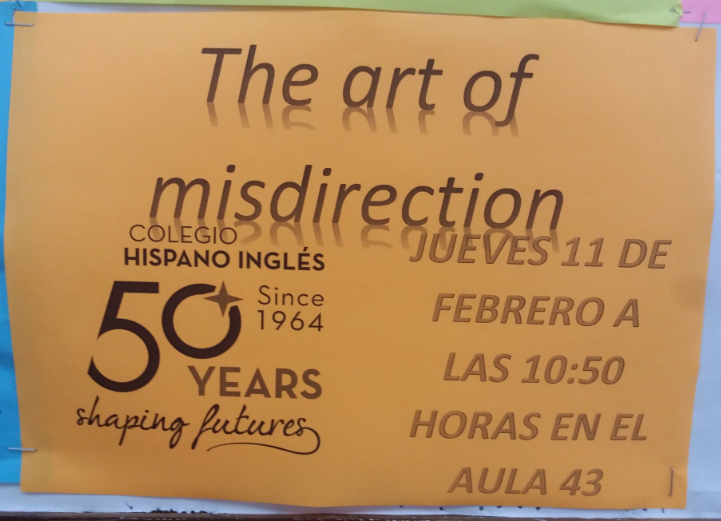 The art of
misdirection
COLEGIO
HISPANO INGLÉS
50 Since
1964
YEARS
shaping futures
JUEVES 11 DE
FEBRERO A
LAS 10:50
HORAS EN EL
AULA 43